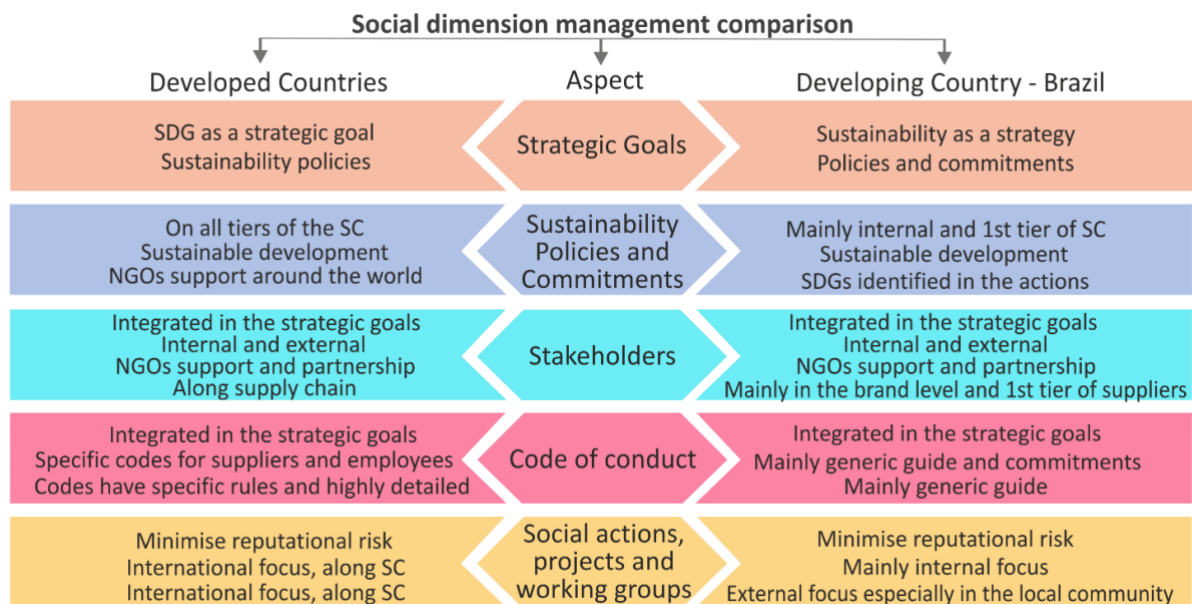 Social dimension management comparison
Developed Countries
Aspect
Developing Country - Brazil
SDG as a strategic goal
Sustainability policies
Strategic Goals
Sustainability as a strategy
Policies and commitments
On all tiers of the SC
Sustainable development
NGOs support around the world
Sustainability
Policies and
Commitments
Mainly internal and 1st tier of SC
Sustainable development
SDGs identified in the actions
Integrated in the strategic goals
Internal and external
NGOs support and partnership
Along supply chain
Stakeholders
Integrated in the strategic goals
Internal and external
NGOs support and partnership
Mainly in the brand level and 1st tier of suppliers
Integrated in the strategic goals
Specific codes for suppliers and employees
Codes have specific rules and highly detailed
Code of conduct
Integrated in the strategic goals
Mainly generic guide and commitments
Mainly generic guide
Minimise reputational risk
International focus, along SC
International focus, along SC
Social actions,
projects and
working groups
Minimise reputational risk
Mainly internal focus
External focus especially in the local community